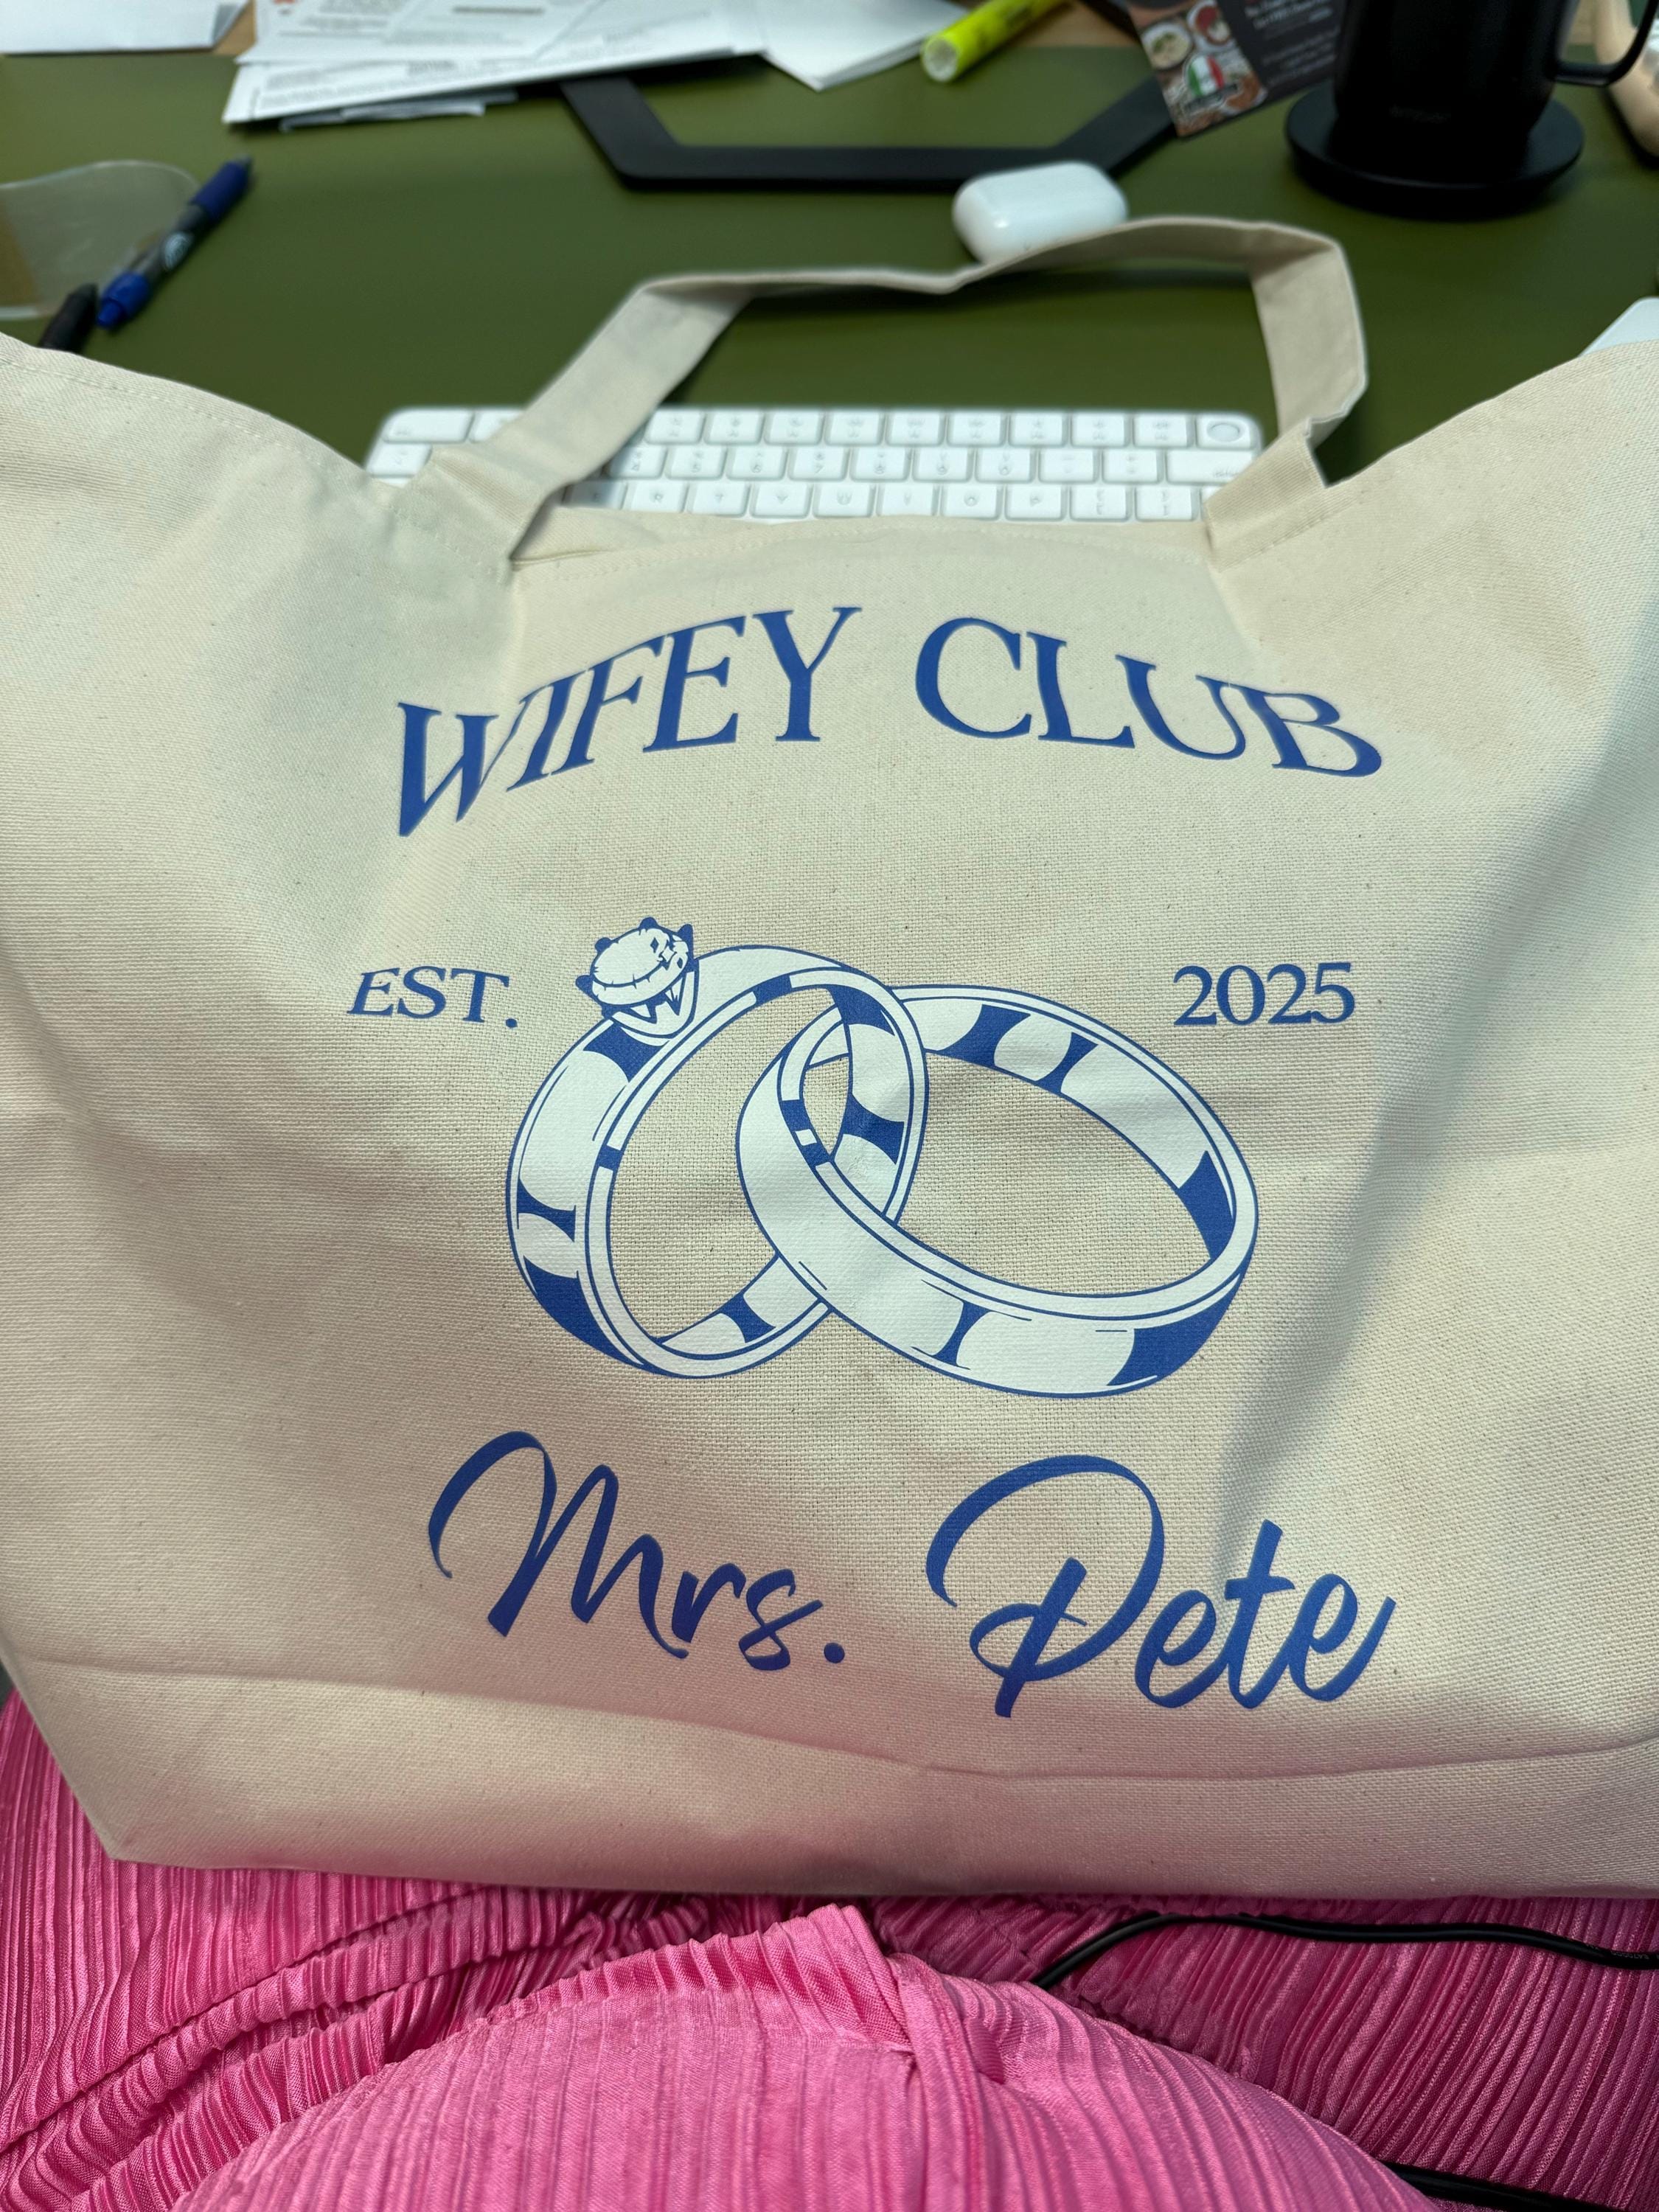 WIFEY CLUB
EST. 2025
Mrs. Pete